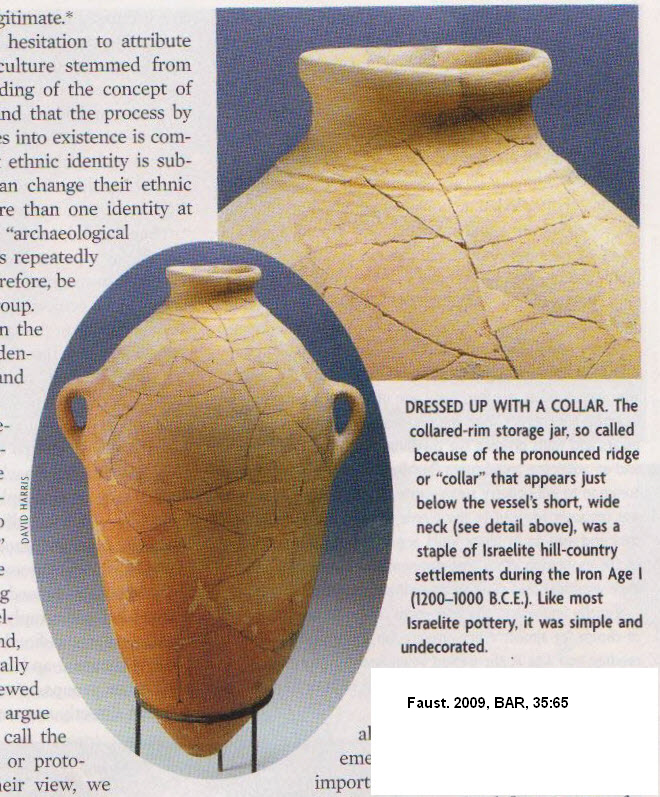 gitimate.*
hesitation to attribute
culture stemmed from
ding of the concept of
and that the process by
es into existence is com-
ethnic identity is sub-
an change their ethnic
re than one identity at
"archaeological
s repeatedly
refore, be
oup.
n the
den-
and
e-
e
"
e
g
el-
nd,
ally
ewed
argue
call the
or proto-
heir view, we
DAVID HARRIS
DRESSED UP WITH A COLLAR. The
collared-rim storage jar, so called
because of the pronounced ridge
or "collar" that appears just
below the vessel's short, wide
neck (see detail above), was a
staple of Israelite hill-country
settlements during the Iron Age I
(1200–1000 B.C.E.). Like most
Israelite pottery, it was simple and
undecorated.
al
eme
import
Faust. 2009, BAR, 35:65